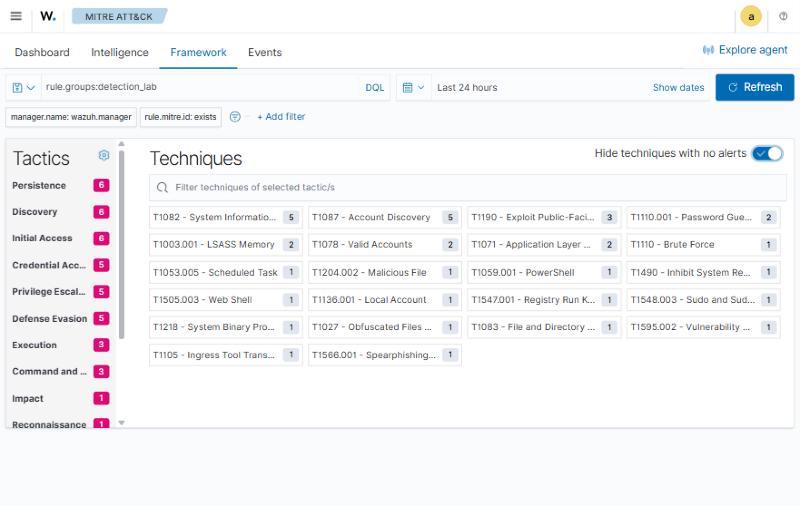 W. MITRE ATT&CK a
Dashboard Intelligence Framework Events Explore agent
rule.groups:detection_lab DQL Last 24 hours Show dates Refresh
manager.name: wazuh.manager rule.mitre.id: exists + Add filter
Tactics
Persistence 6
Discovery 6
Initial Access 6
Credential Acc... 5
Privilege Escal... 5
Defense Evasion 5
Execution 3
Command and ... 3
Impact 1
Reconnaissance 1
Techniques Hide techniques with no alerts
Filter techniques of selected tactic/s
T1082 - System Informatio... 5 T1087 - Account Discovery 5 T1190 - Exploit Public-Faci... 3 T1110.001 - Password Gue... 2
T1003.001 - LSASS Memory 2 T1078 - Valid Accounts 2 T1071 - Application Layer ... 2 T1110 - Brute Force 1
T1053.005 - Scheduled Task 1 T1204.002 - Malicious File 1 T1059.001 - PowerShell 1 T1490 - Inhibit System Re... 1
T1505.003 - Web Shell 1 T1136.001 - Local Account 1 T1547.001 - Registry Run K... 1 T1548.003 - Sudo and Sud... 1
T1218 - System Binary Pro... 1 T1027 - Obfuscated Files ... 1 T1083 - File and Directory ... 1 T1595.002 - Vulnerability ... 1
T1105 - Ingress Tool Trans... 1 T1566.001 - Spearphishing... 1